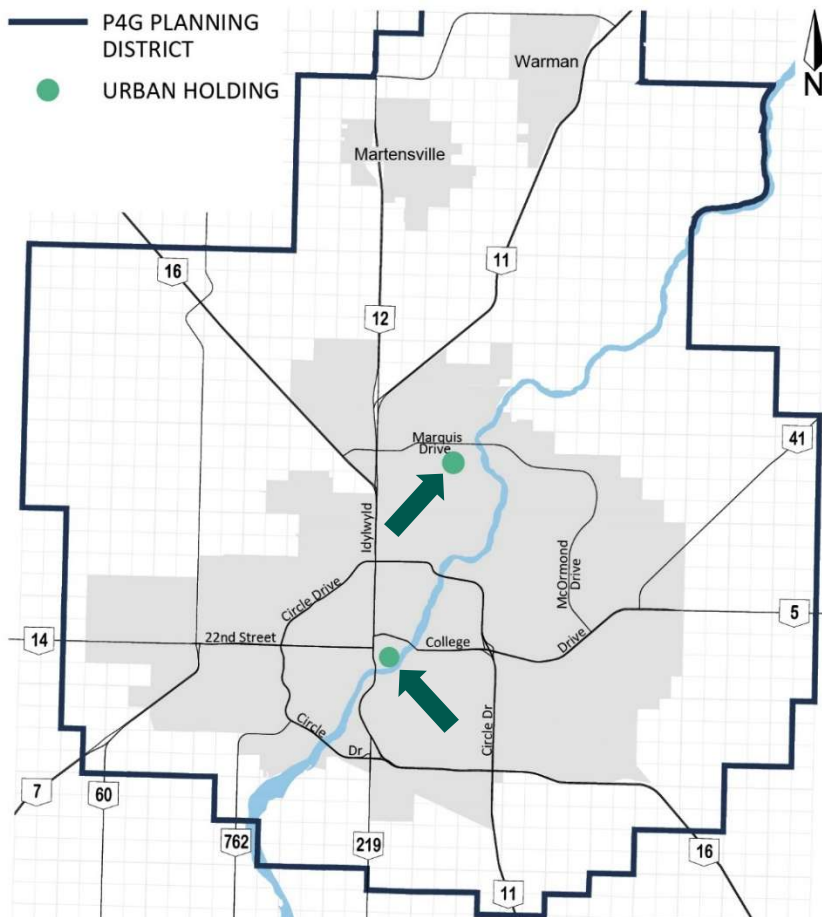 P4G PLANNING
DISTRICT
URBAN HOLDING
N
Warman
Martensville
11
16
12
Marquis
Drive
41
Idylwyld
McOrmond
Drive
Circle Drive
5
14
22nd Street
College
Drive
Circle
Dr
Circle Dr
7
60
762
219
16
11